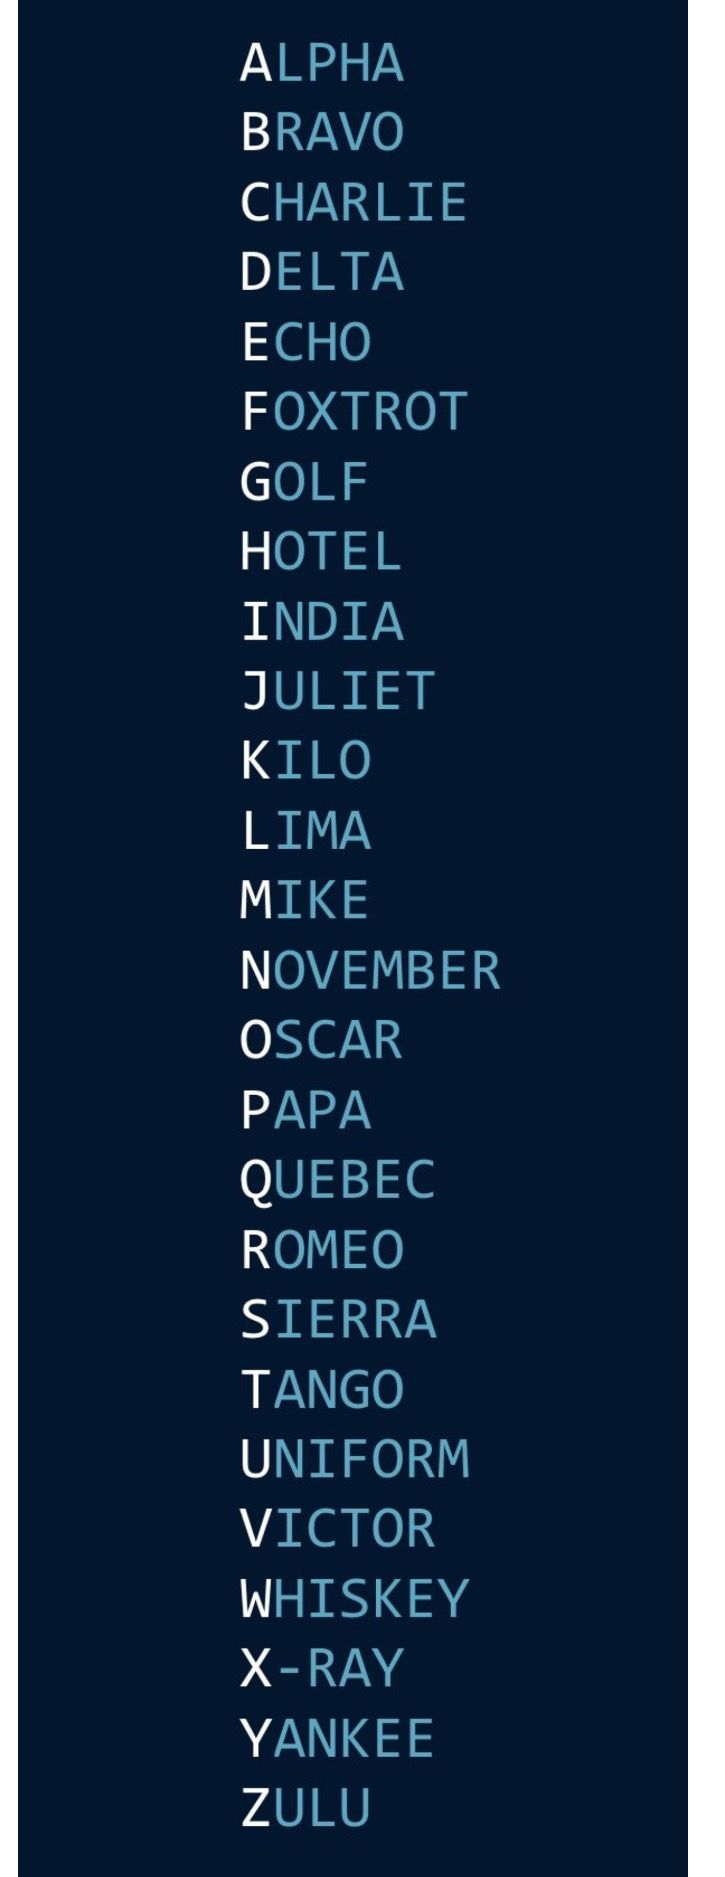 ALPHA
BRAVO
CHARLIE
DELTA
ECHO
FOXTROT
GOLF
HOTEL
INDIA
JULIET
KILO
LIMA
MIKE
NOVEMBER
OSCAR
PAPA
QUEBEC
ROMEO
SIERRA
TANGO
UNIFORM
VICTOR
WHISKEY
X-RAY
YANKEE
ZULU